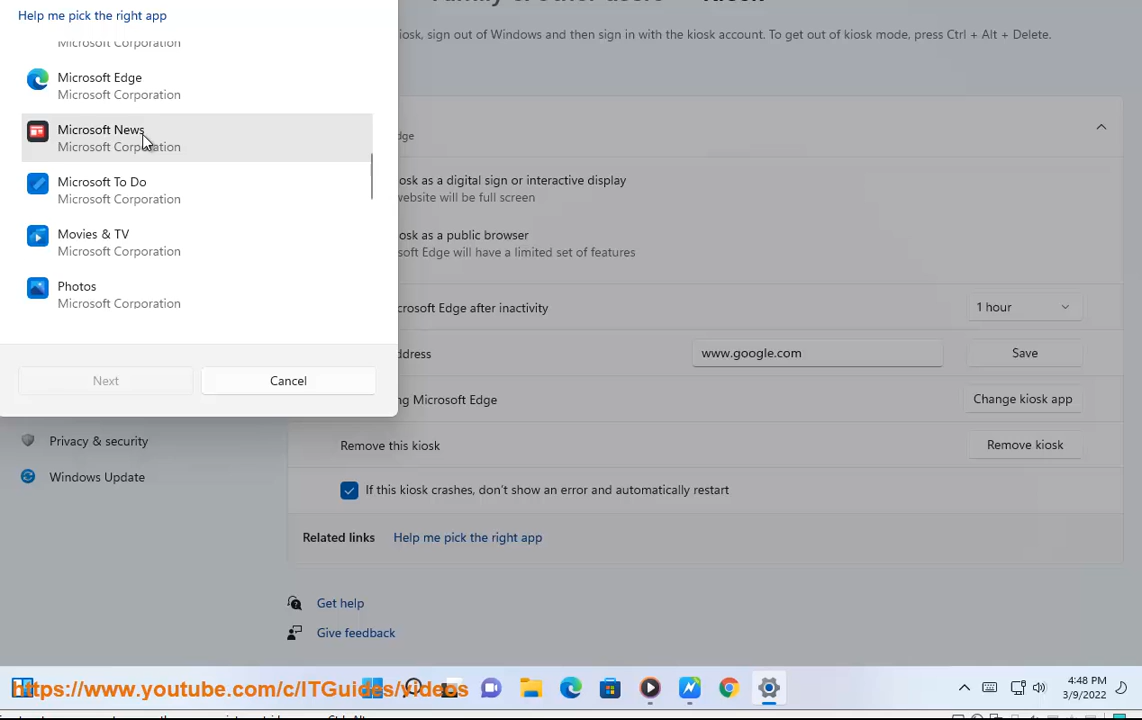 Family & other users
Kiosk
Help me pick the right app
kiosk, sign out of Windows and then sign in with the kiosk account. To get out of kiosk mode, press Ctrl + Alt + Delete.
Microsoft Corporation
Microsoft Edge
Microsoft Corporation
Microsoft News
Microsoft Corporation
Microsoft To Do
Microsoft Corporation
Movies & TV
Microsoft Corporation
Photos
Microsoft Corporation
Next
Cancel
dge
iosk as a digital sign or interactive display
website will be full screen
iosk as a public browser
soft Edge will have a limited set of features
crosoft Edge after inactivity
1 hour
ddress
www.google.com
Save
ng Microsoft Edge
Change kiosk app
Remove this kiosk
Remove kiosk
If this kiosk crashes, don't show an error and automatically restart
Related links
Help me pick the right app
Privacy & security
Windows Update
Get help
Give feedback
https://www.youtube.com/c/ITGuides/videos
4:48 PM
3/9/2022